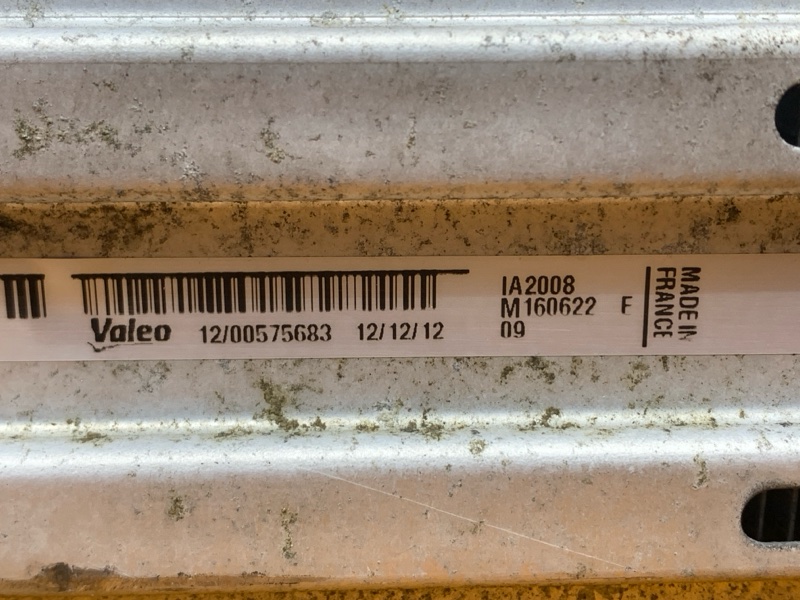 Valeo 12/00575683 12/12/12
IA2008
M160622 E
09
MADE IN
FRANCE